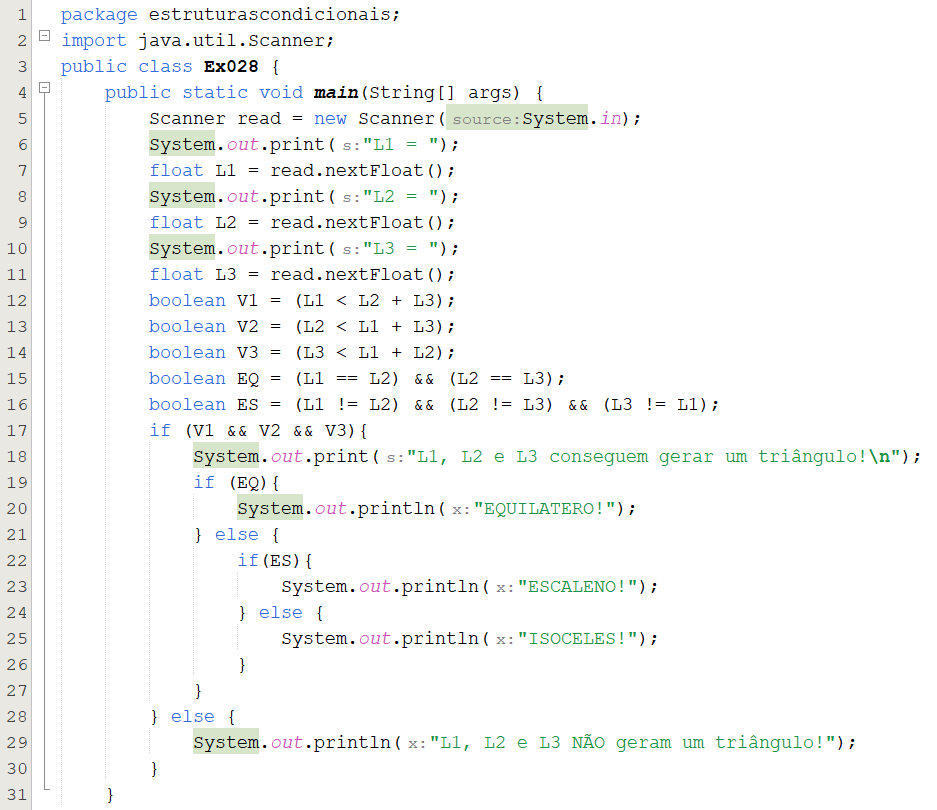 1 package estruturascondicionais;
2 import java.util.Scanner;
3 public class Ex028 {
4     public static void main(String[] args) {
5         Scanner read = new Scanner( source:System.in);
6         System.out.print( s:"L1 = ");
7         float L1 = read.nextFloat();
8         System.out.print( s:"L2 = ");
9         float L2 = read.nextFloat();
10         System.out.print( s:"L3 = ");
11         float L3 = read.nextFloat();
12         boolean V1 = (L1 < L2 + L3);
13         boolean V2 = (L2 < L1 + L3);
14         boolean V3 = (L3 < L1 + L2);
15         boolean EQ = (L1 == L2) && (L2 == L3);
16         boolean ES = (L1 != L2) && (L2 != L3) && (L3 != L1);
17         if (V1 && V2 && V3){
18             System.out.print( s:"L1, L2 e L3 conseguem gerar um triângulo!\n");
19             if (EQ){
20                 System.out.println( x:"EQUILATERO!");
21             } else {
22                 if(ES){
23                     System.out.println( x:"ESCALENO!");
24                 } else {
25                     System.out.println( x:"ISOCELES!");
26                 }
27             }
28         } else {
29             System.out.println( x:"L1, L2 e L3 NÃO geram um triângulo!");
30         }
31     }